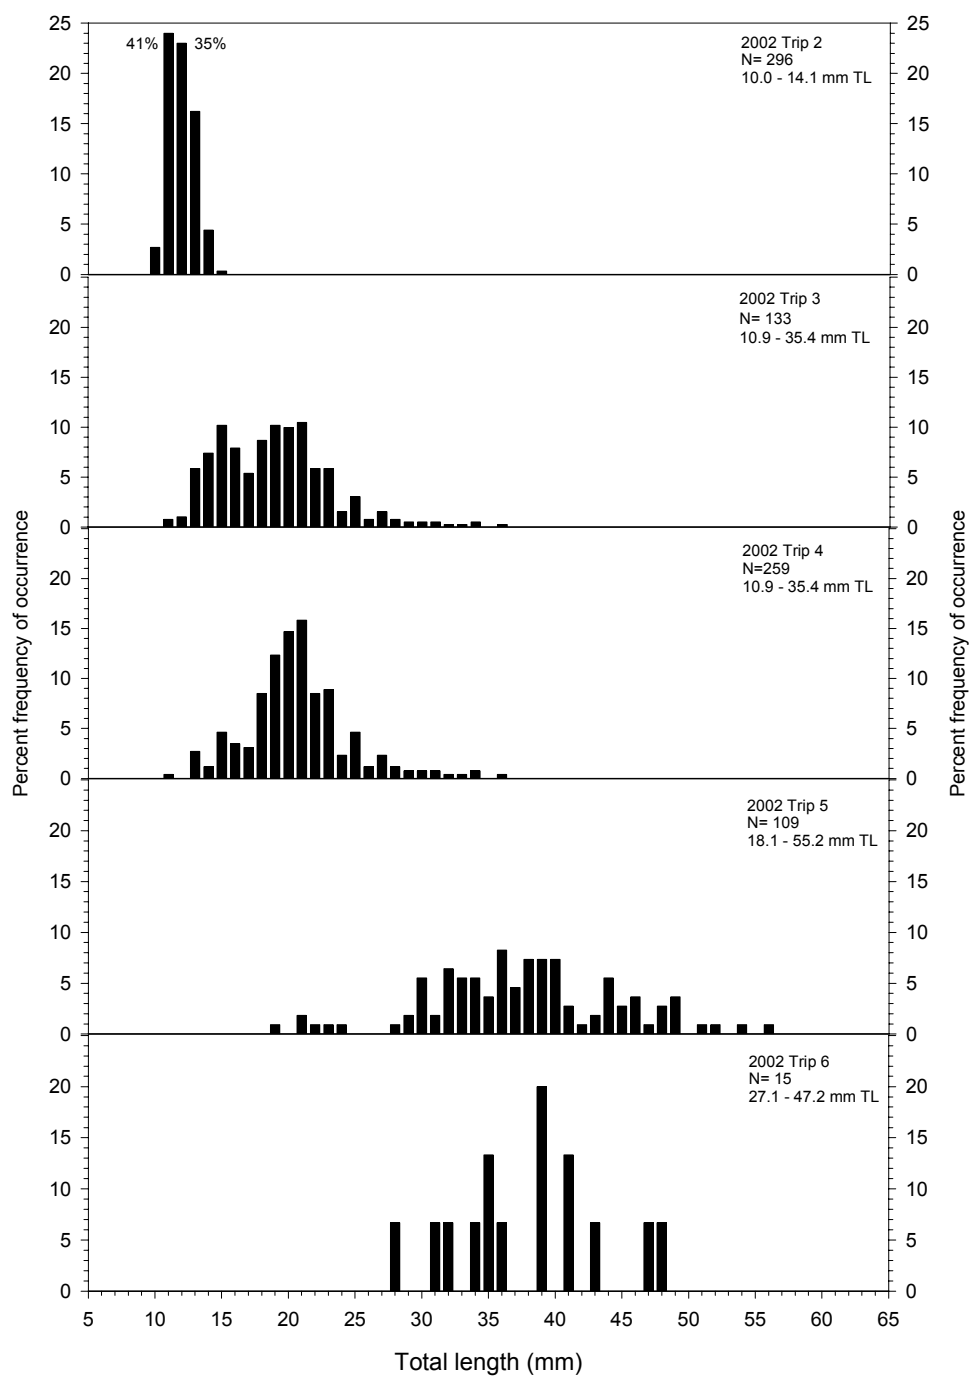 25
20
15
10
5
0
41%
35%
2002 Trip 2
N= 296
10.0 - 14.1 mm TL
25
20
15
10
5
0
20
15
10
5
0
2002 Trip 3
N= 133
10.9 - 35.4 mm TL
20
15
10
5
0
Percent frequency of occurrence
20
15
10
5
0
2002 Trip 4
N=259
10.9 - 35.4 mm TL
20
15
10
5
0
Percent frequency of occurrence
20
15
10
5
0
2002 Trip 5
N= 109
18.1 - 55.2 mm TL
20
15
10
5
0
20
15
10
5
0
2002 Trip 6
N= 15
27.1 - 47.2 mm TL
20
15
10
5
0
5 10 15 20 25 30 35 40 45 50 55 60 65
Total length (mm)